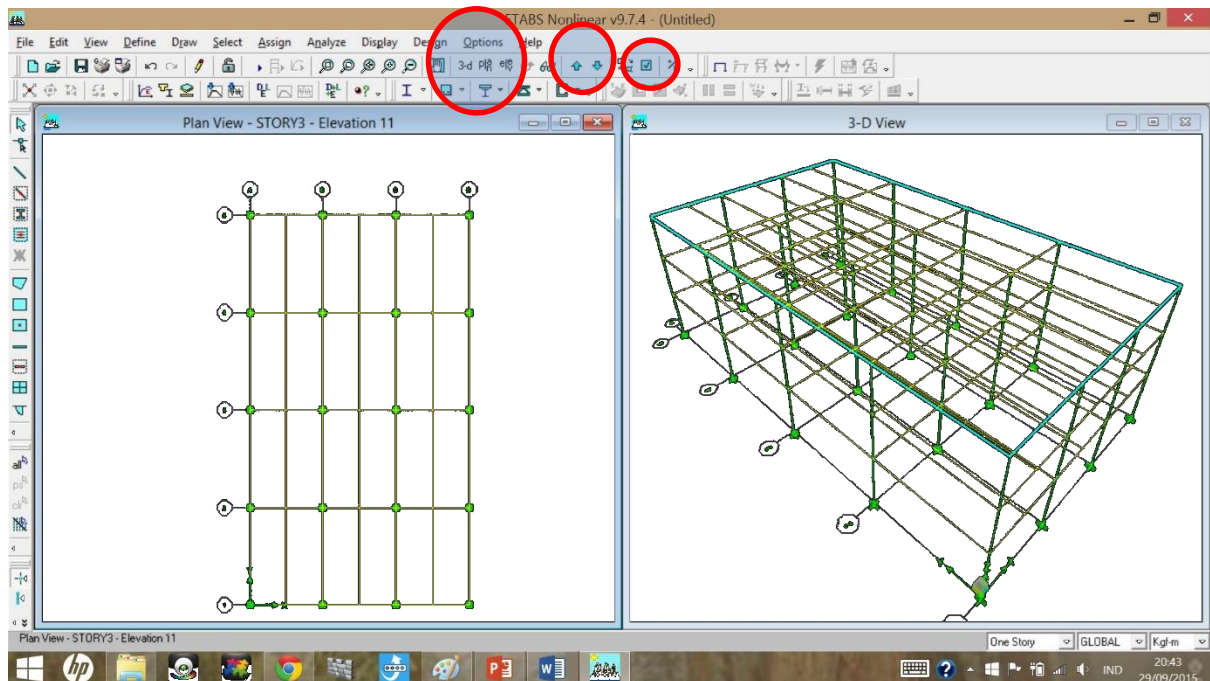 ETABS Nonlinear v9.7.4 - (Untitled)
File Edit View Define Draw Select Assign Analyze Display Design Options Help
3-d
Plan View - STORY3 - Elevation 11
3-D View
all
Plan View - STORY3 - Elevation 11
One Story
GLOBAL
Kgf-m
IND
20:43
29/09/2015